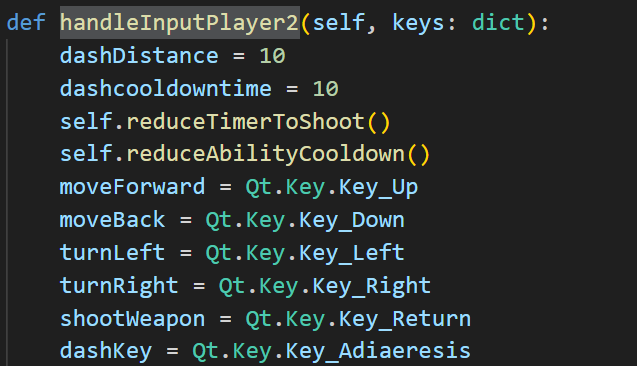 def handleInputPlayer2(self, keys: dict):
dashDistance = 10
dashcooldowntime = 10
self.reduceTimerToShoot()
self.reduceAbilityCooldown()
moveForward = Qt.Key.Key_Up
moveBack = Qt.Key.Key_Down
turnLeft = Qt.Key.Key_Left
turnRight = Qt.Key.Key_Right
shootWeapon = Qt.Key.Key_Return
dashKey = Qt.Key.Key_Adiaeresis